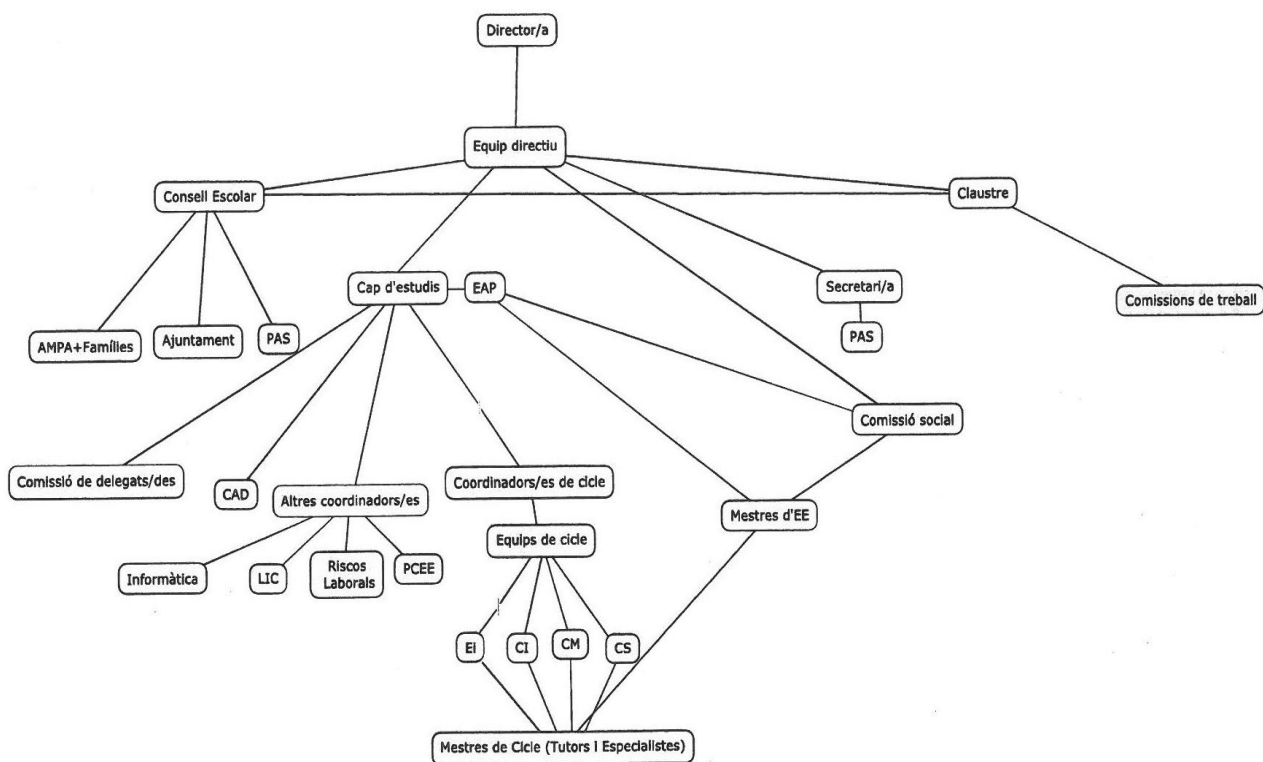 Director/a
Equip directiu
Consell Escolar
Claustre
Cap d'estudis
EAP
Secretari/a
Comissions de treball
AMPA+Famílies
Ajuntament
PAS
PAS
Comissió social
Comissió de delegats/des
CAD
Altres coordinadors/es
Coordinadors/es de cicle
Mestres d'EE
Equips de cicle
Informàtica
LIC
Riscos
Laborals
PCEE
EI
CI
CM
CS
Mestres de Cicle (Tutors i Especialistes)